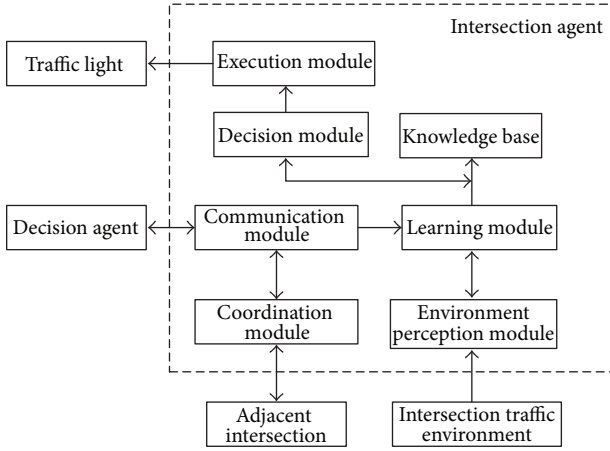 Intersection agent
Traffic light
Execution module
Decision module
Knowledge base
Decision agent
Communication
module
Learning module
Coordination
module
Environment
perception module
Adjacent
intersection
Intersection traffic
environment